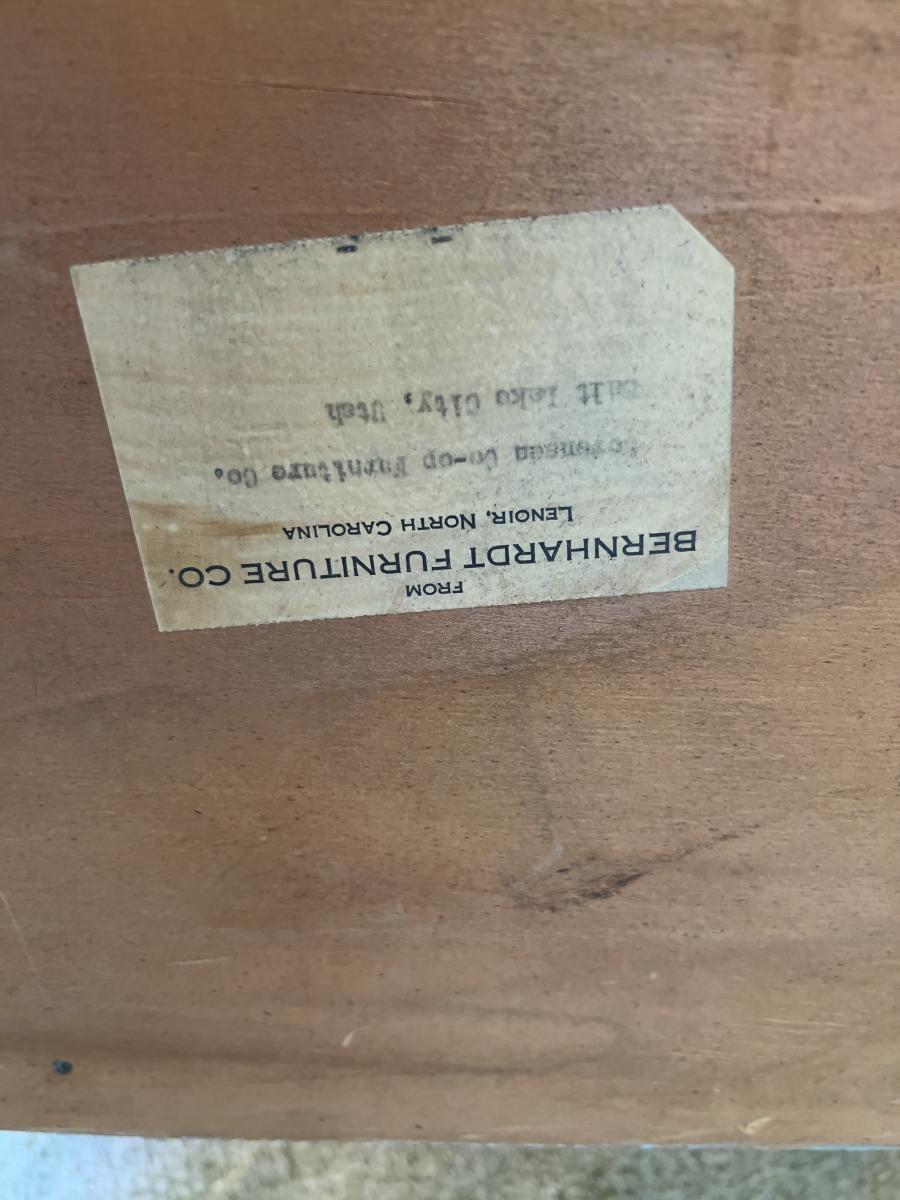 FROM
BERNHARDT FURNITURE CO.
LENOIR, NORTH CAROLINA
Co-op Furniture Co.
Salt Lake City, Utah